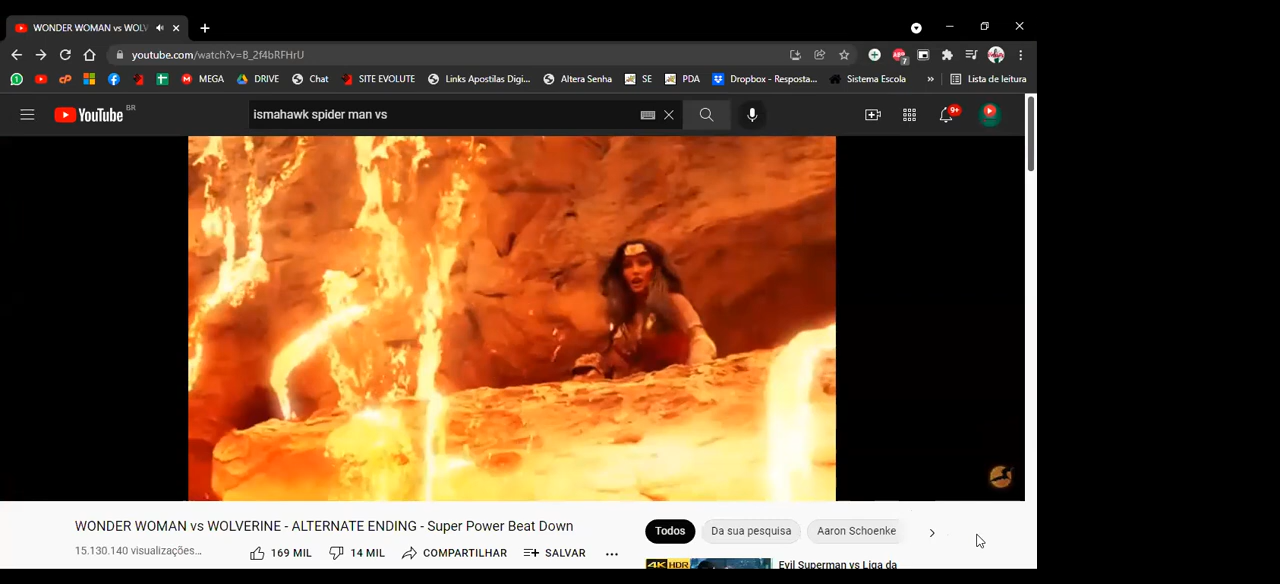 WONDER WOMAN vs WOLV
youtube.com/watch?v=B_2f4bRFHrU
MEGA DRIVE Chat SITE EVOLUTE Links Apostilas Digi... Altera Senha SE PDA Dropbox - Resposta... Sistema Escola » Lista de leitura
YouTube BR
ismahawk spider man vs
9+
WONDER WOMAN vs WOLVERINE - ALTERNATE ENDING - Super Power Beat Down
15.130.140 visualizações...
169 MIL 14 MIL COMPARTILHAR SALVAR ...
Todos Da sua pesquisa Aaron Schoenke
4K HDR
Evil Superman vs Liga da